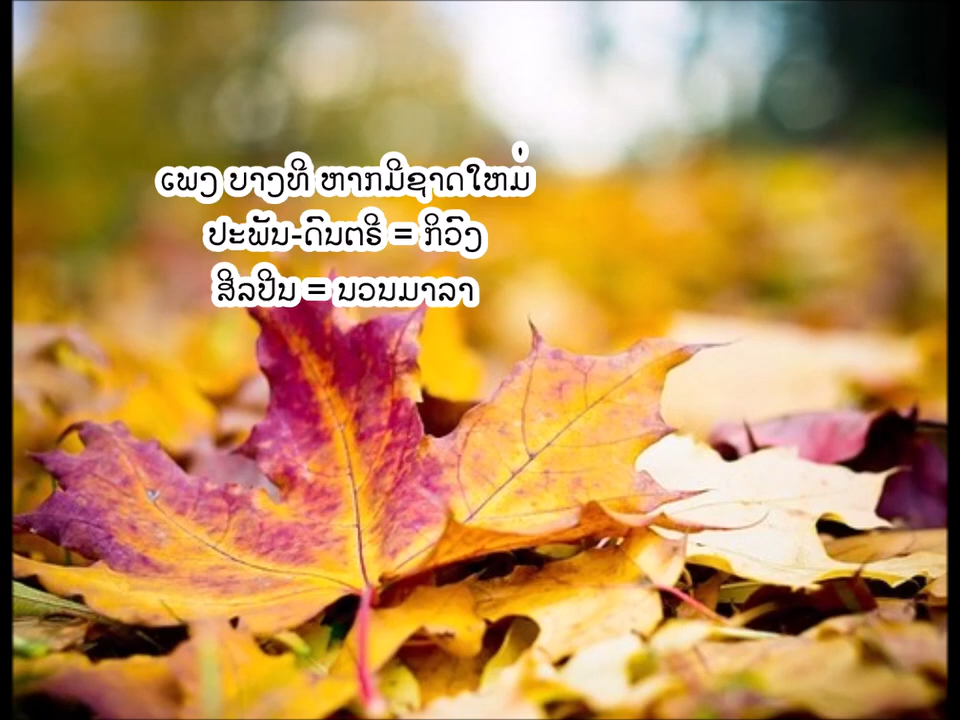 ເພງ ບາງທີ ຫາກມີຊາດໃຫມ່
ປະພັນ-ດົນຕຣີ = ກິວົງ
ສິລປິນ = ນວນມາລາ